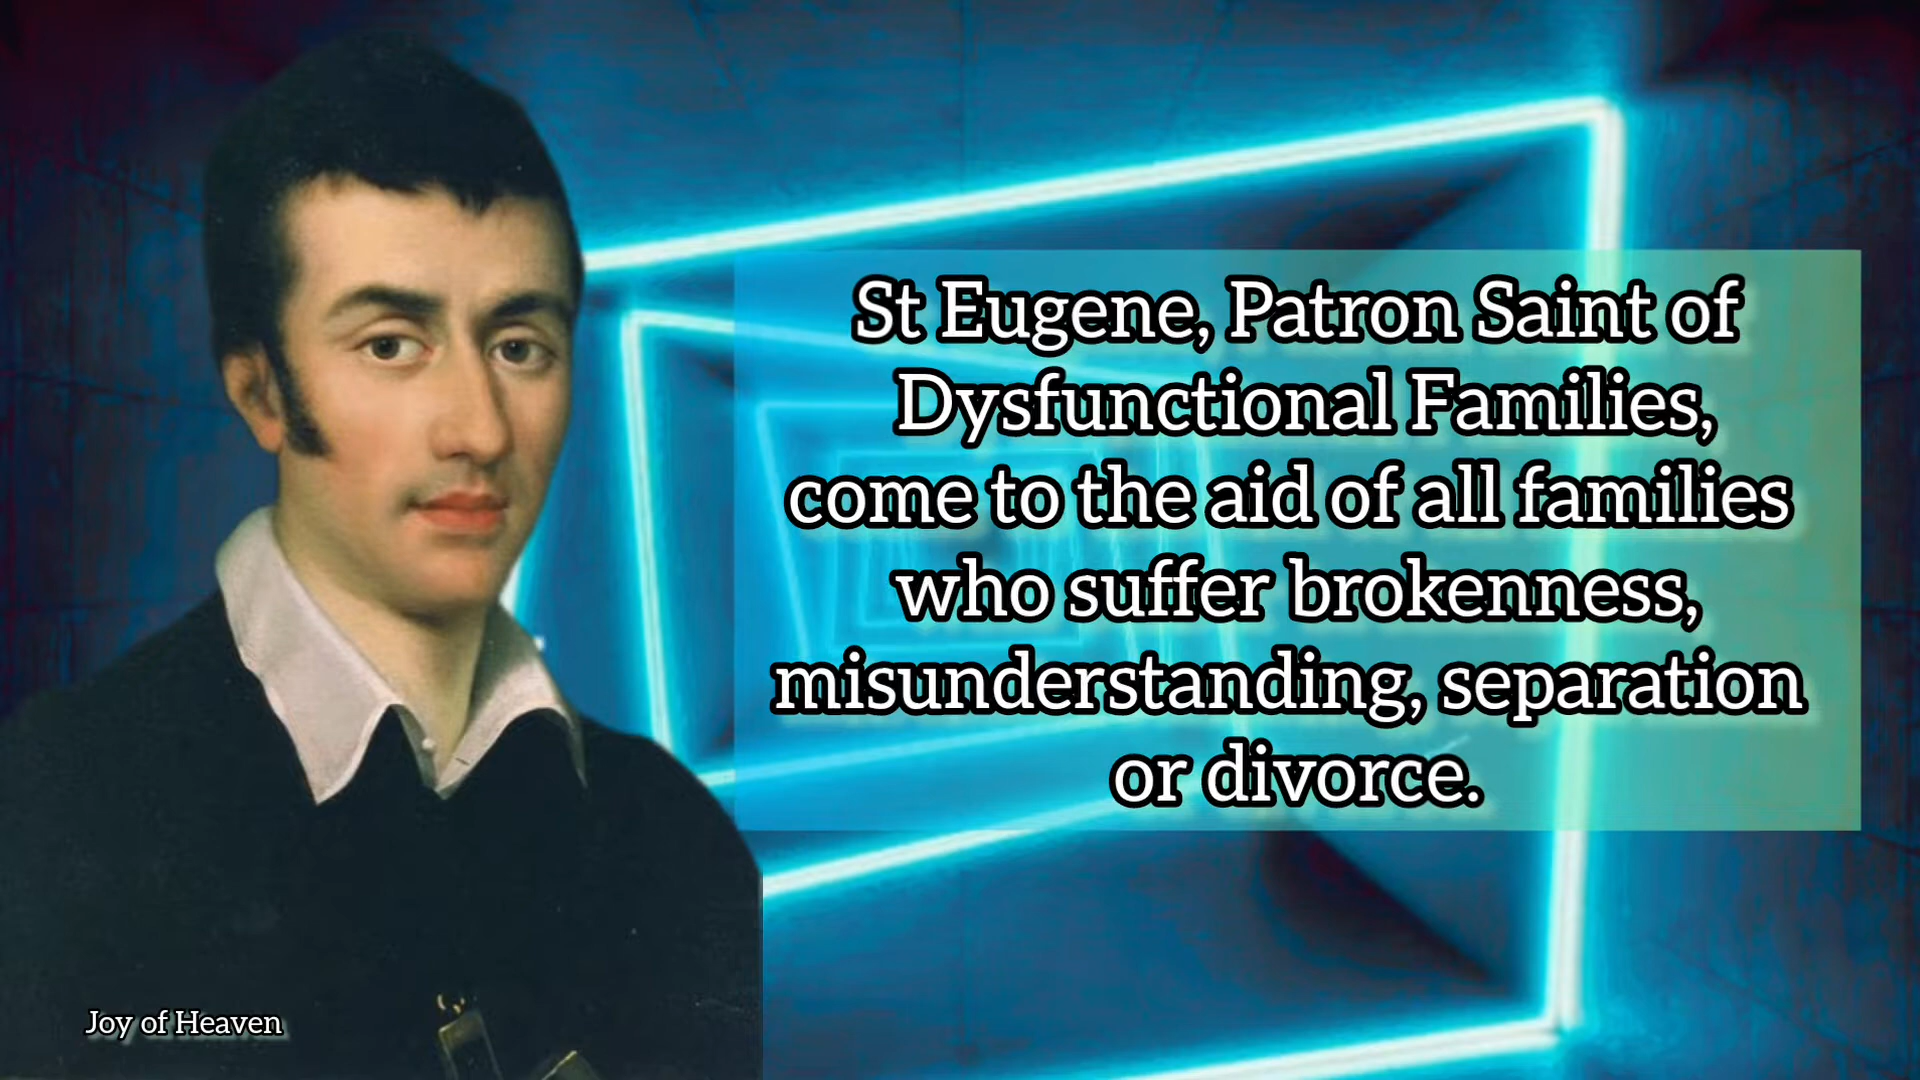 St Eugene, Patron Saint of
Dysfunctional Families,
come to the aid of all families
who suffer brokenness,
misunderstanding, separation
or divorce.
Joy of Heaven